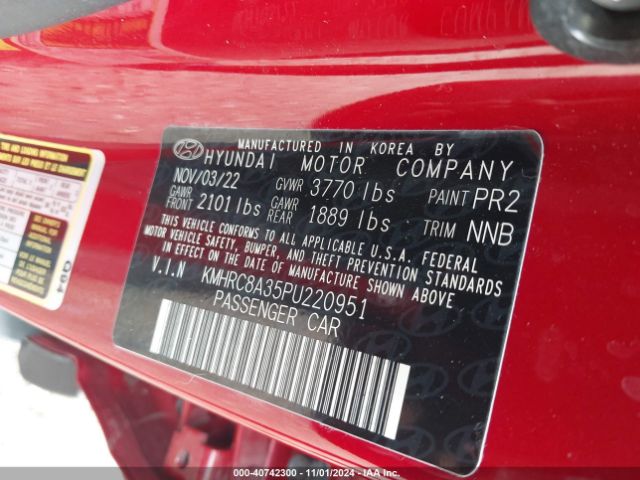 MANUFACTURED IN KOREA BY
HYUNDAI MOTOR COMPANY
NOV/03/22 GVWR 3770 lbs PAINT PR2
GAWR FRONT 2101 lbs GAWR REAR 1889 lbs TRIM NNB
THIS VEHICLE CONFORMS TO ALL APPLICABLE U.S.A. FEDERAL
MOTOR VEHICLE SAFETY, BUMPER, AND THEFT PREVENTION STANDARDS
IN EFFECT ON THE DATE OF MANUFACTURE SHOWN ABOVE
V.I.N KMHRC8A35PU220951
PASSENGER CAR
000-40742300 - 11/01/2024 - IAA Inc.